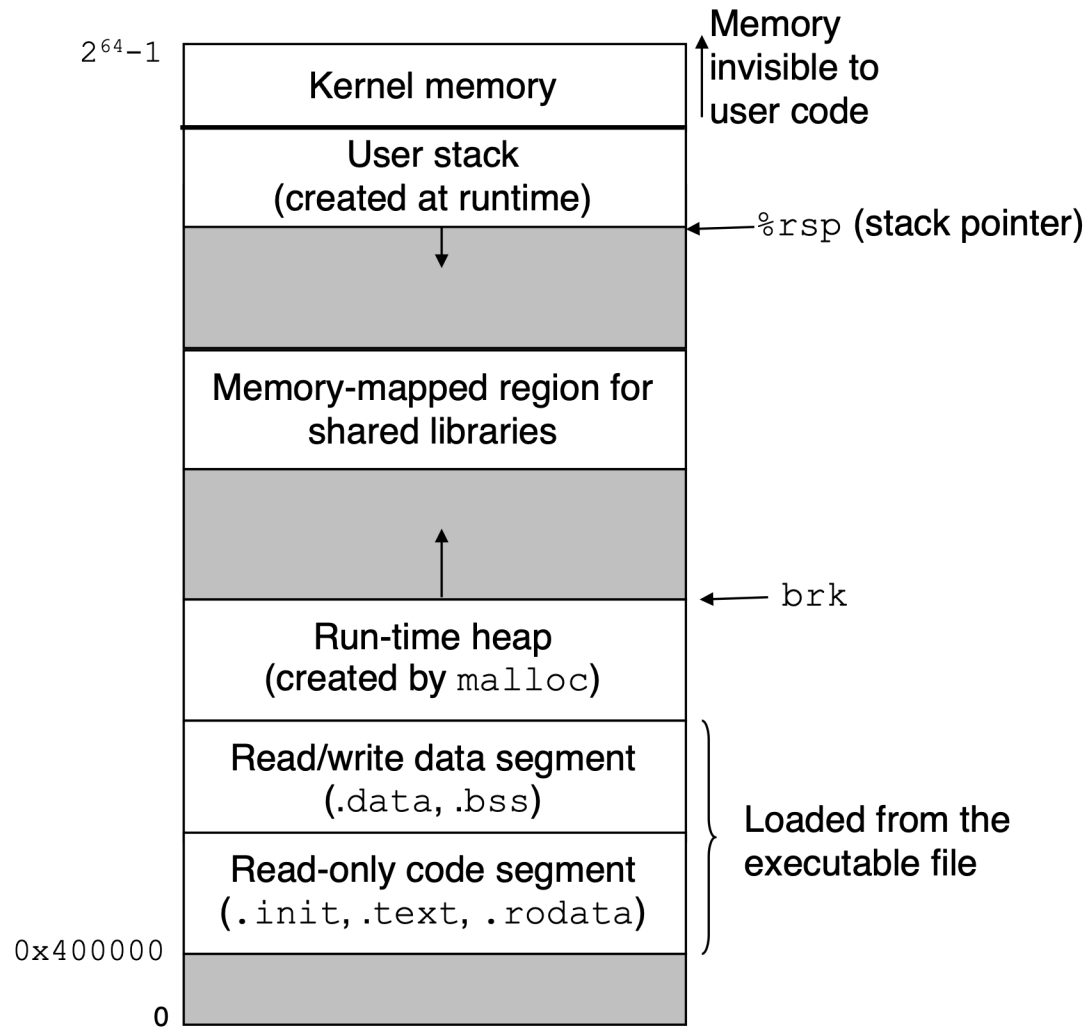 Memory
invisible to
user code
2⁶⁴-1
Kernel memory
User stack
(created at runtime)
%rsp (stack pointer)
Memory-mapped region for
shared libraries
brk
Run-time heap
(created by malloc)
Read/write data segment
(.data, .bss)
Loaded from the
executable file
Read-only code segment
(.init, .text, .rodata)
0x400000
0